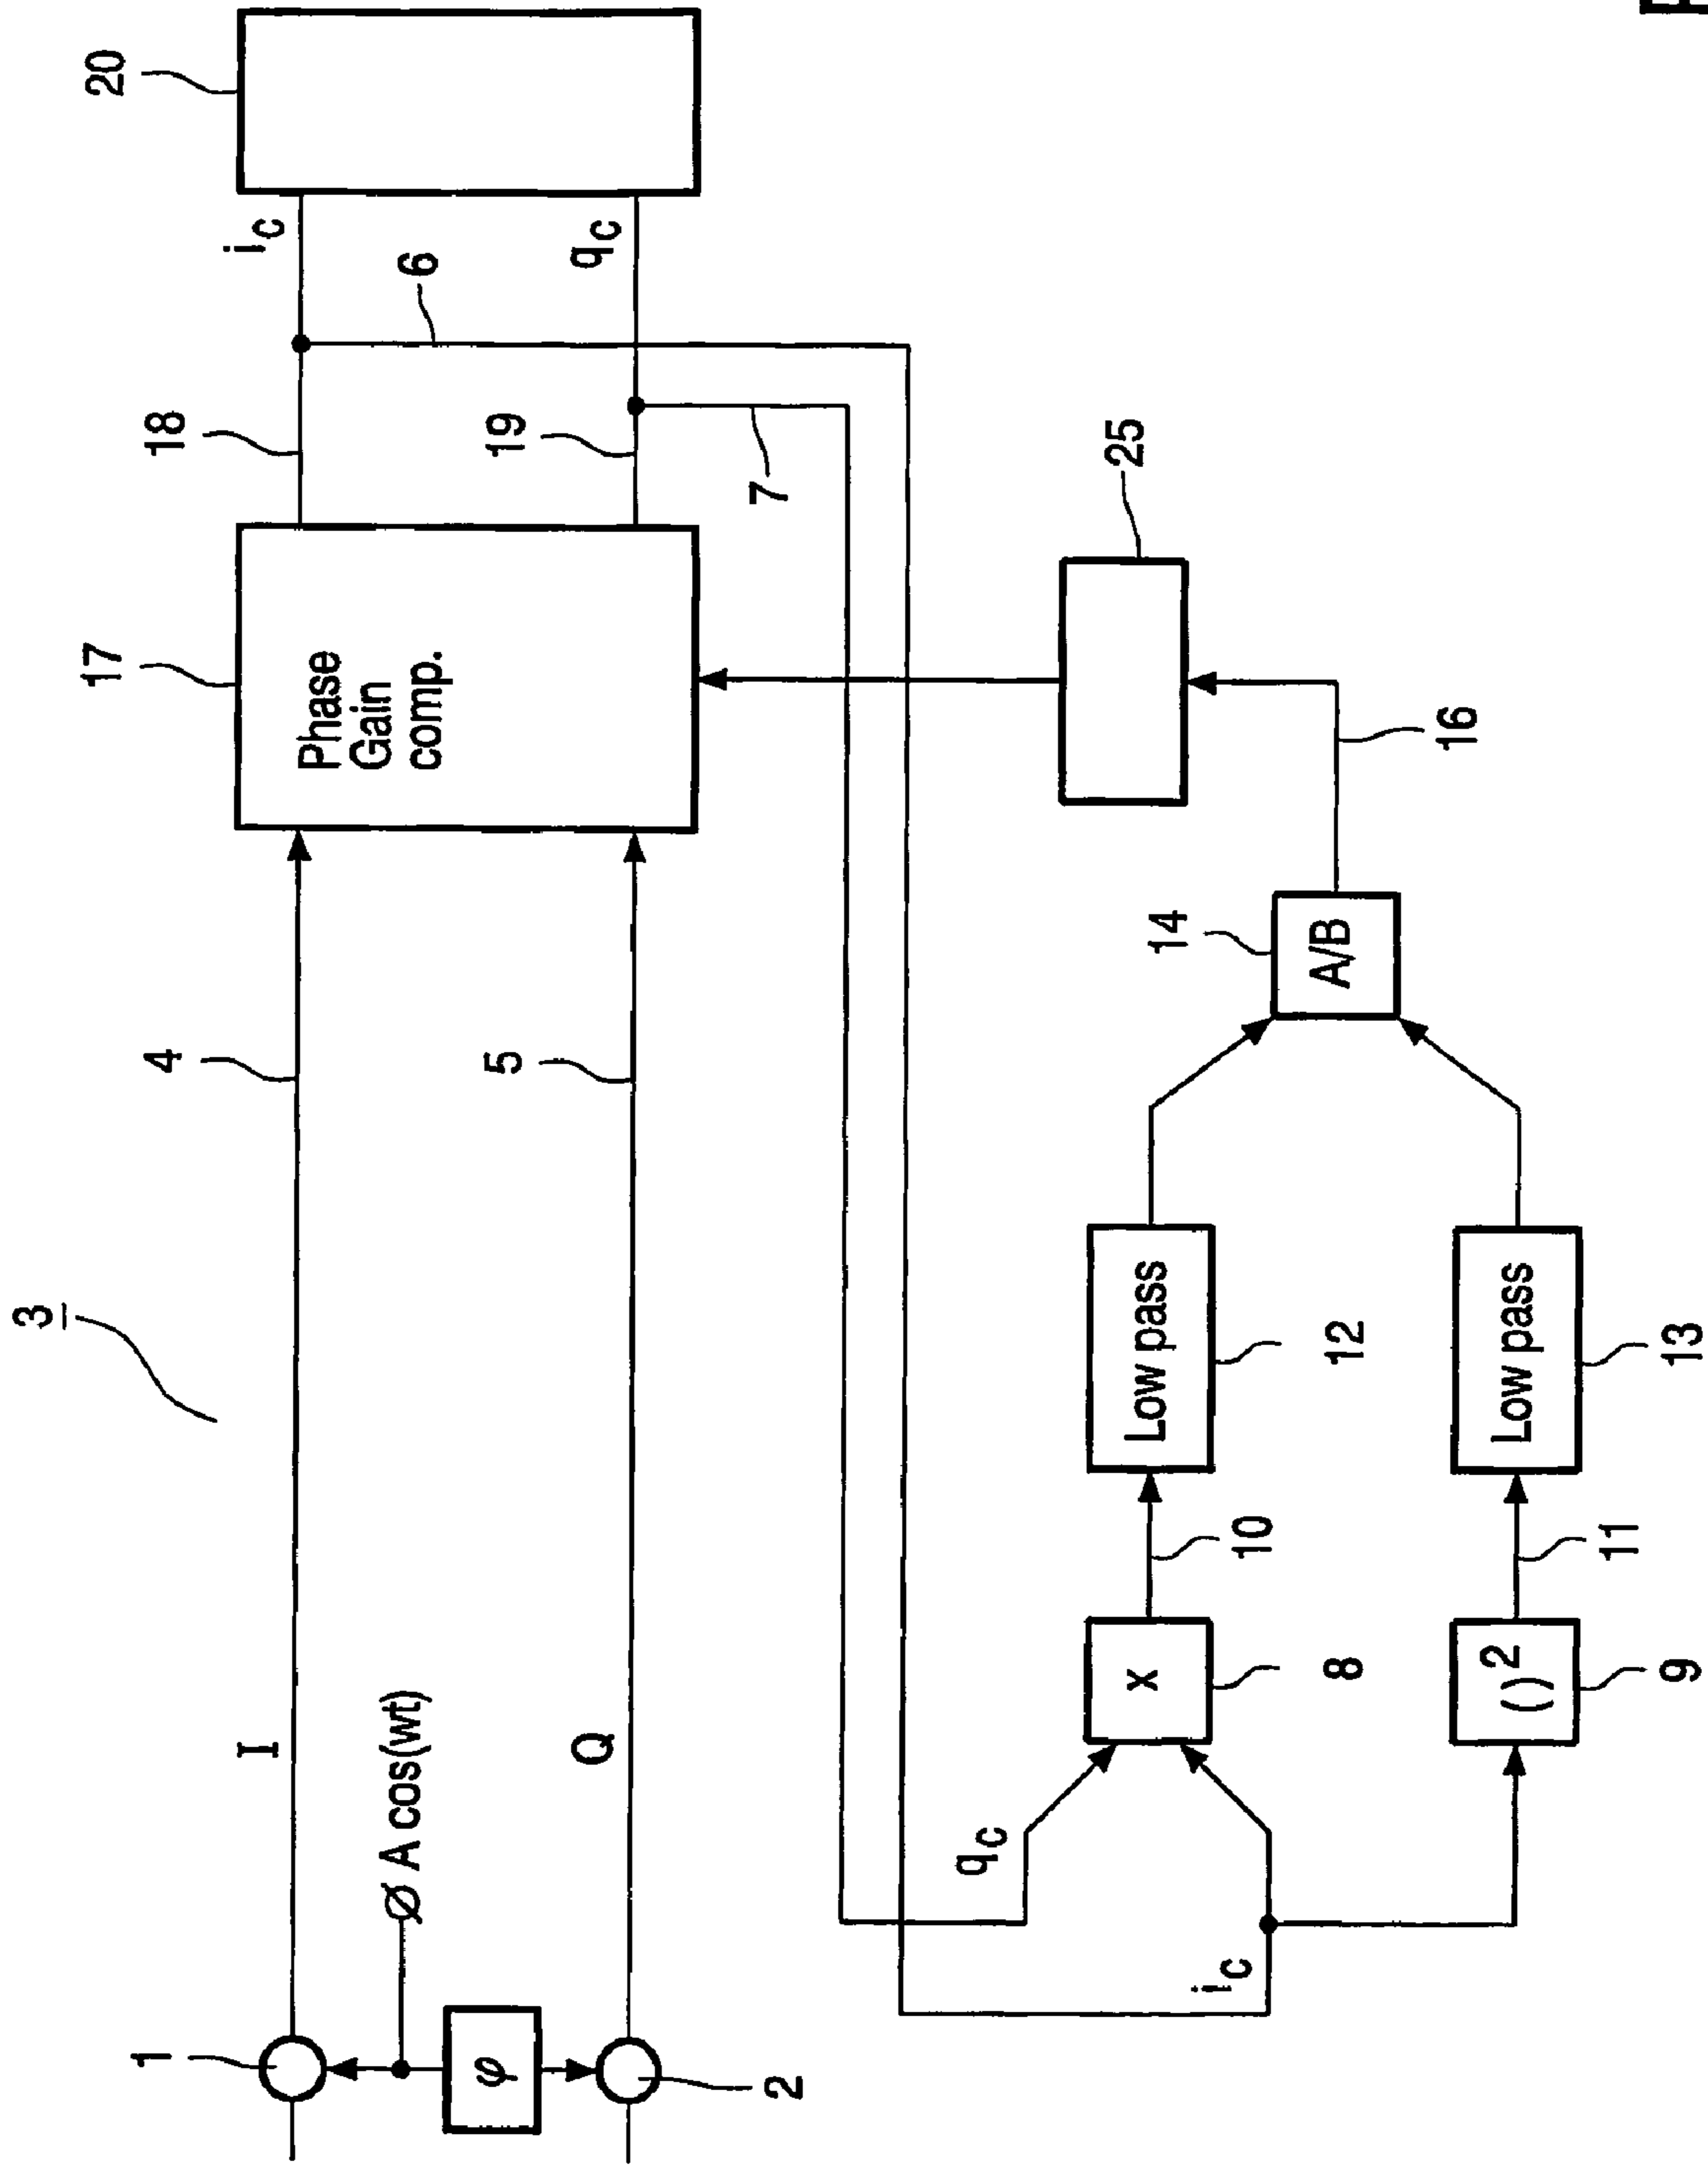 3
1
I
4
17
18
i_c
20
Ø A cos(wt)
φ
Phase
Gain
comp.
6
2
Q
5
19
q_c
7
25
q_c
i_c
x
8
10
Low pass
12
14
A/B
16
( )²
9
11
Low pass
13